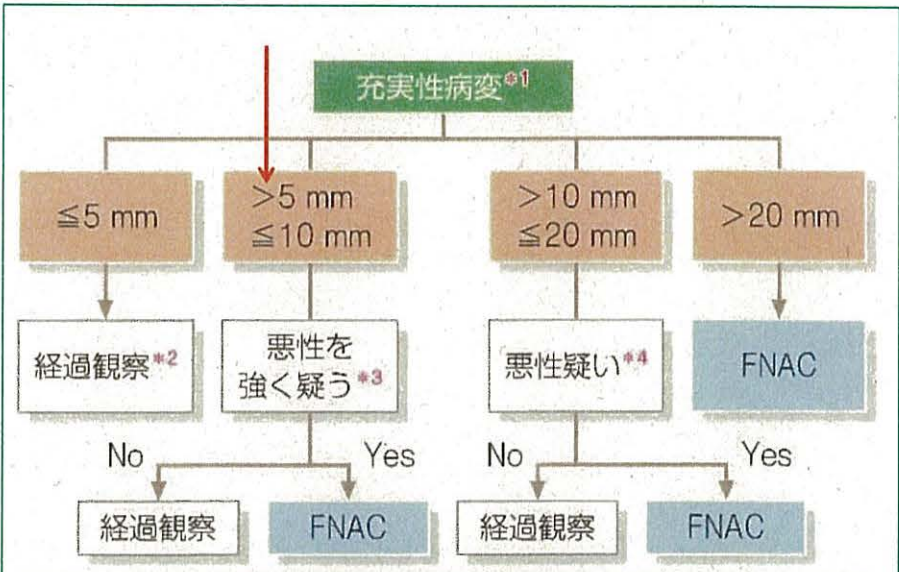 充実性病変*1
≦5 mm
>5 mm
≦10 mm
>10 mm
≦20 mm
>20 mm
経過観察*2
悪性を
強く疑う*3
悪性疑い*4
FNAC
No
Yes
No
Yes
経過観察
FNAC
経過観察
FNAC